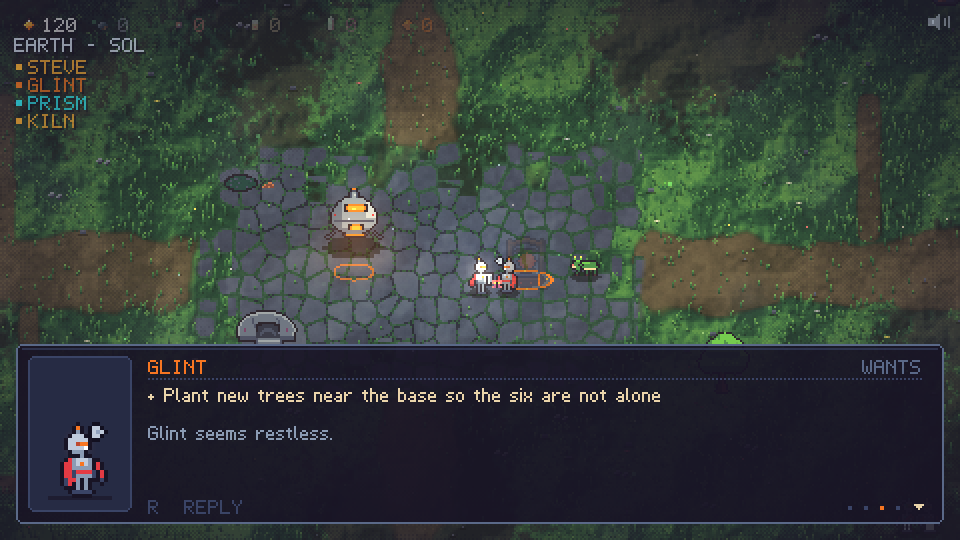 120 0 0 0 0 0
EARTH - SOL
STEVE
GLINT
PRISM
KILN
GLINT WANTS
+ Plant new trees near the base so the six are not alone
Glint seems restless.
R REPLY